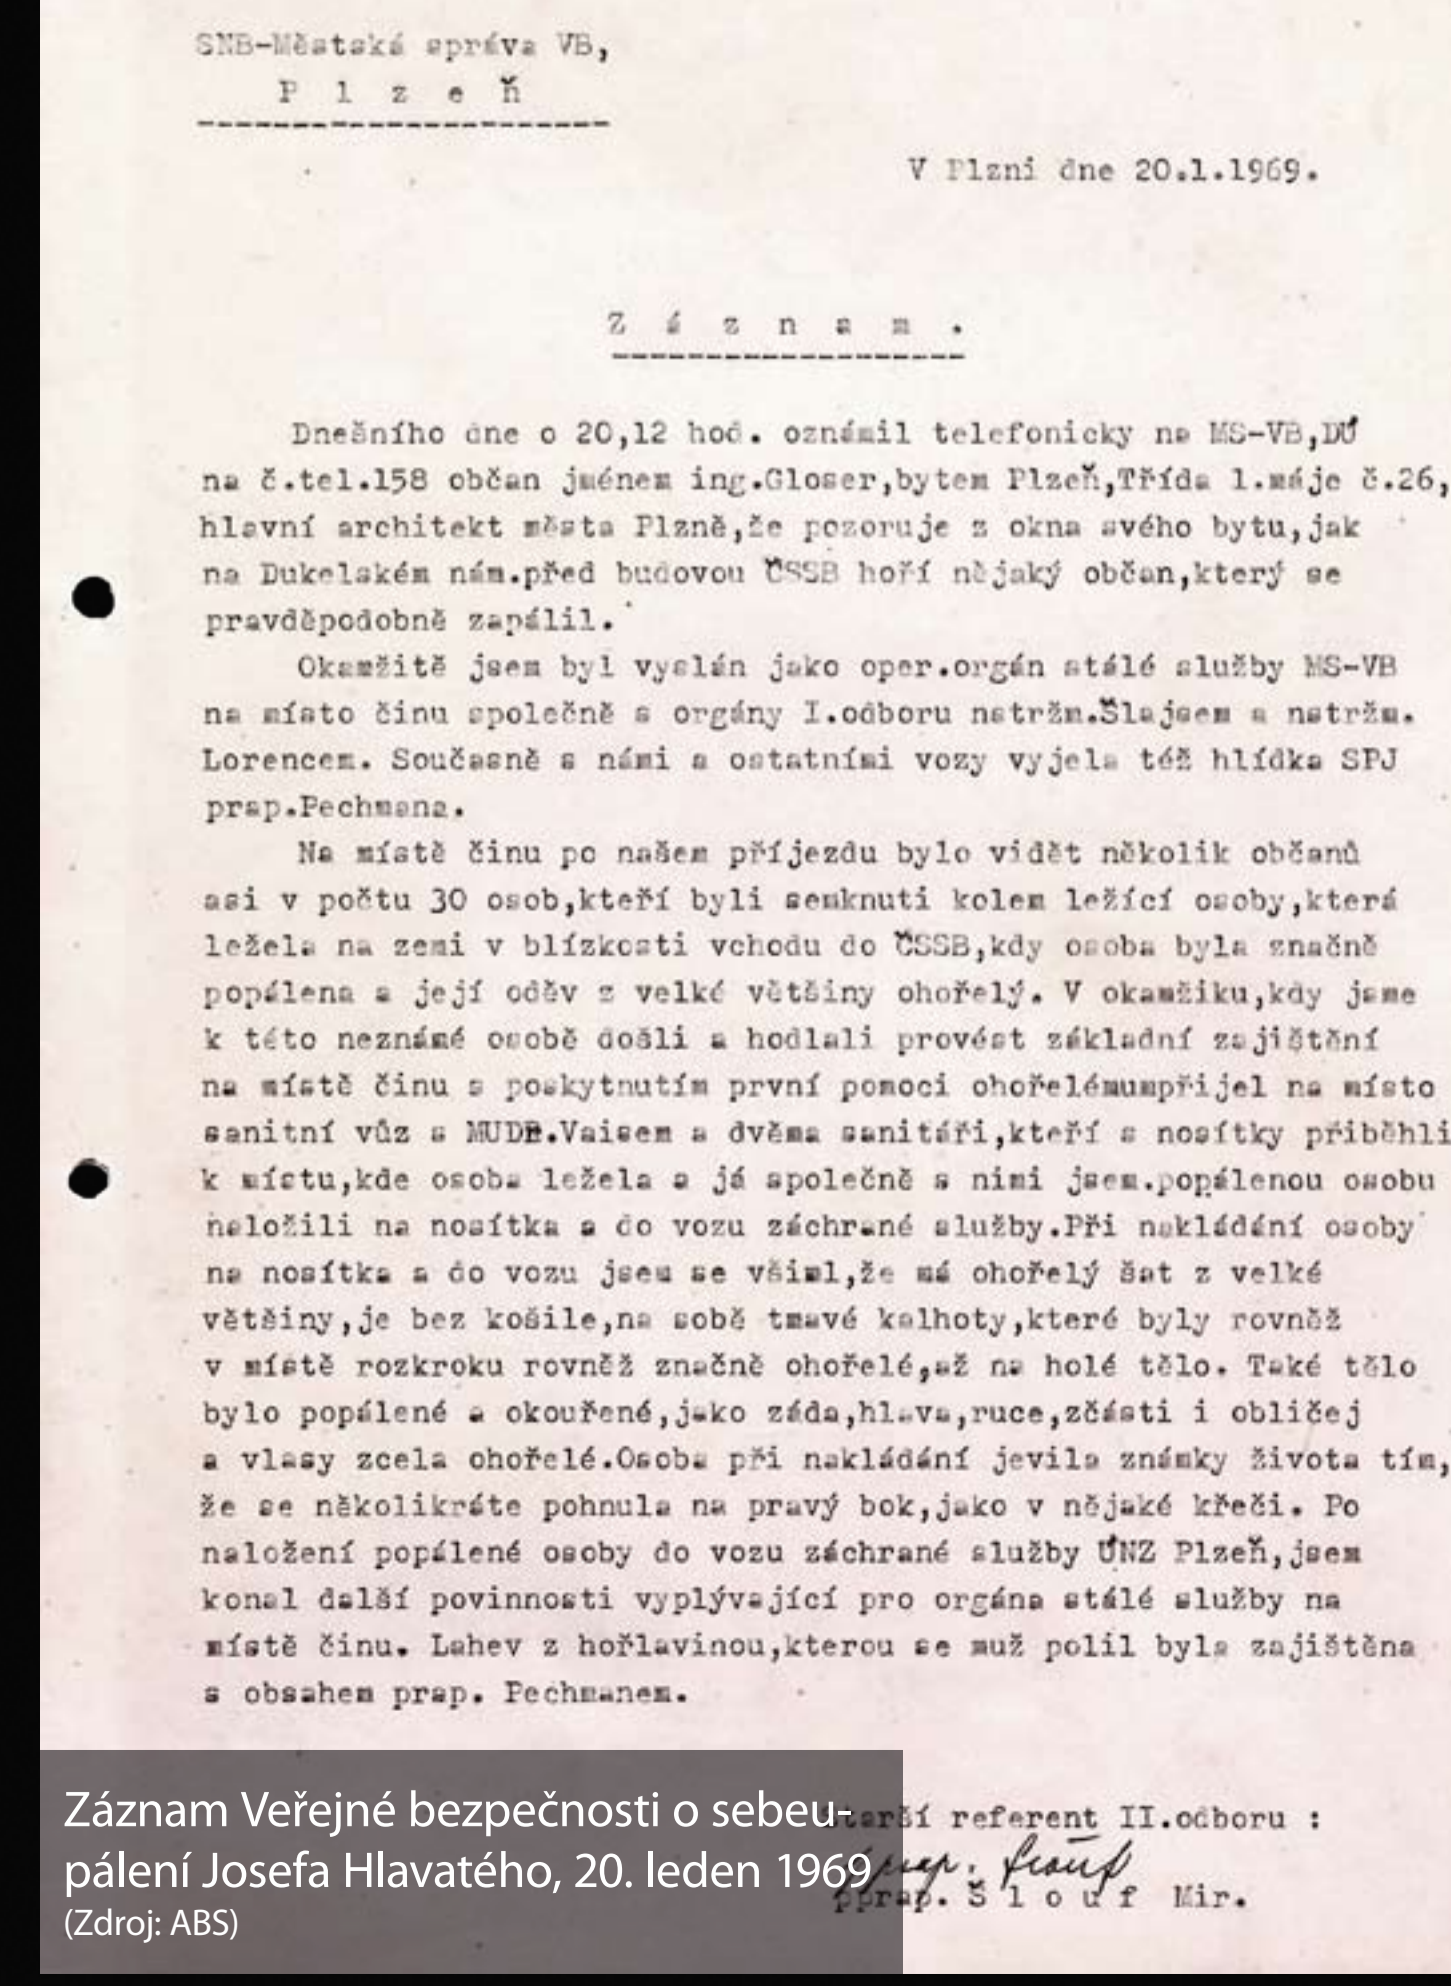 SNB-Městská správa VB,
P l z e ň
V Plzni dne 20.1.1969.
Z á z n a m .
Dnešního dne o 20,12 hod. oznámil telefonicky na MS-VB,DÚ
na č.tel.158 občan jménem ing.Gloser,bytem Plzeň,Třída 1.máje č.26,
hlavní architekt města Plzně,že pozoruje z okna svého bytu,jak
na Dukelském nám.před budovou ČSSB hoří nějaký občan,který se
pravděpodobně zapálil.
Okamžitě jsem byl vyslán jako oper.orgán stálé služby MS-VB
na místo činu společně s orgány I.odboru nstržm.Šlajsem a nstržm.
Lorencem. Současně s námi a ostatními vozy vyjela též hlídka SPJ
prap.Pechmana.
Na místě činu po našem příjezdu bylo vidět několik občanů
asi v počtu 30 osob,kteří byli semknuti kolem ležící osoby,která
ležela na zemi v blízkosti vchodu do ČSSB,kdy osoba byla značně
popálena a její oděv z velké většiny ohořelý. V okamžiku,kdy jsme
k této neznámé osobě došli a hodlali provést základní zajištění
na místě činu s poskytnutím první pomoci ohořelémumpřijel na místo
sanitní vůz s MUDR.Vaisem a dvěma sanitáři,kteří s nosítky přiběhli
k místu,kde osoba ležela a já společně s nimi jsem.popálenou osobu
naložili na nosítka a do vozu záchrané služby.Při nakládání osoby
na nosítka a do vozu jsem se všiml,že má ohořelý šat z velké
většiny,je bez košile,na sobě tmavé kalhoty,které byly rovněž
v místě rozkroku rovněž značně ohořelé,až na holé tělo. Také tělo
bylo popálené a okouřené,jako záda,hlava,ruce,zčásti i obličej
a vlasy zcela ohořelé.Osoba při nakládání jevila známky života tím,
že se několikráte pohnula na pravý bok,jako v nějaké křeči. Po
naložení popálené osoby do vozu záchrané služby ÚNZ Plzeň,jsem
konal další povinnosti vyplývající pro orgána stálé služby na
místě činu. Lahev z hořlavinou,kterou se muž polil byla zajištěna
s obsahem prap. Pechmanem.
Starší referent II.odboru :
pprap. Šlouf
pprap. Š l o u f Mir.
Záznam Veřejné bezpečnosti o sebeu-
pálení Josefa Hlavatého, 20. leden 1969
(Zdroj: ABS)